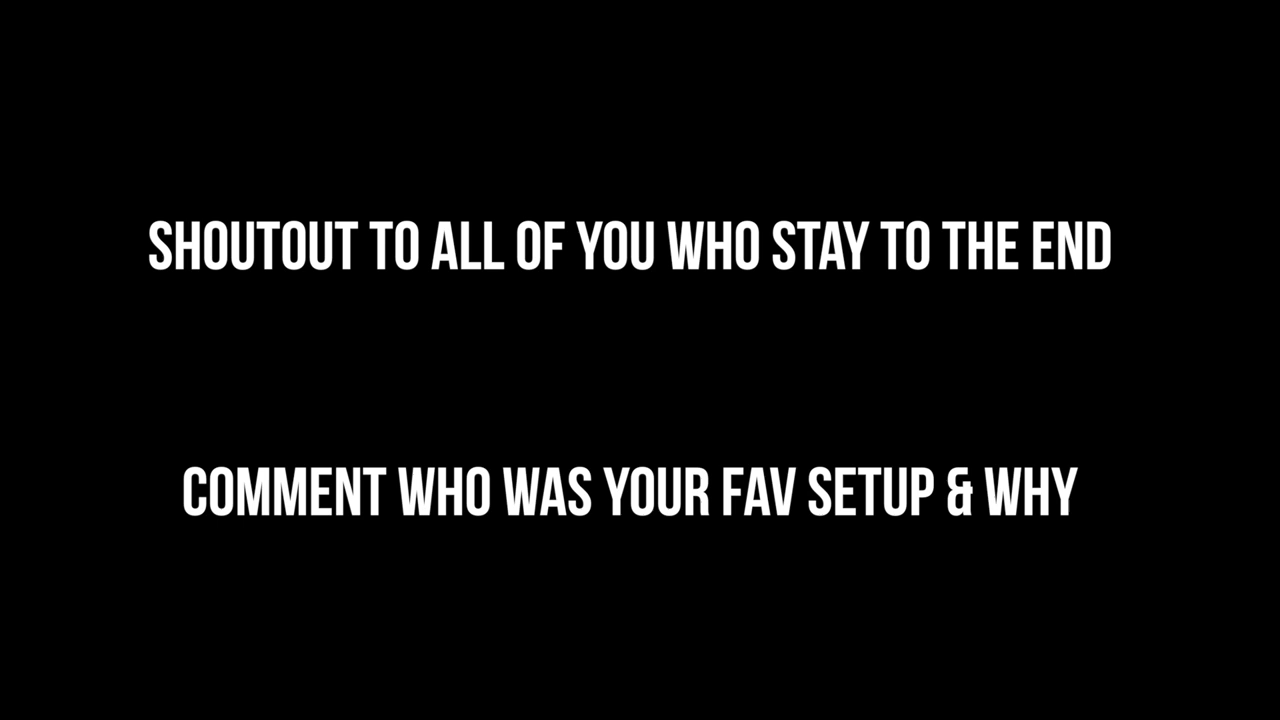 SHOUTOUT TO ALL OF YOU WHO STAY TO THE END
COMMENT WHO WAS YOUR FAV SETUP & WHY